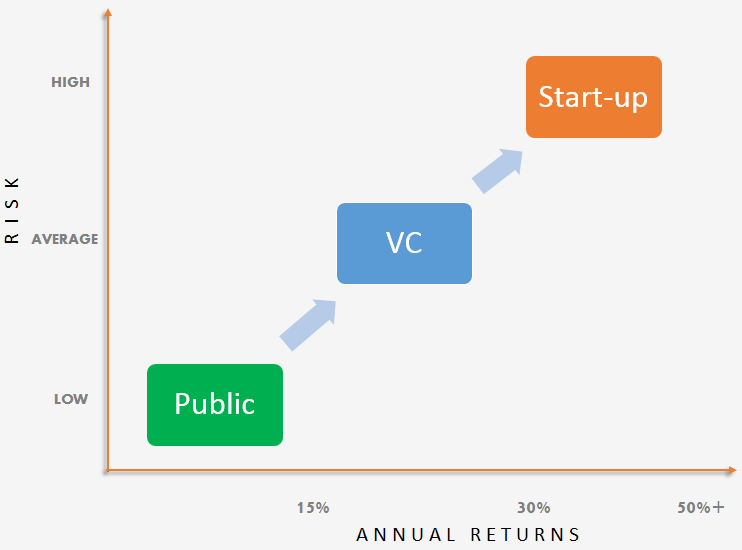 HIGH
Start-up
RISK
AVERAGE
VC
LOW
Public
15%
30%
50%+
ANNUAL RETURNS